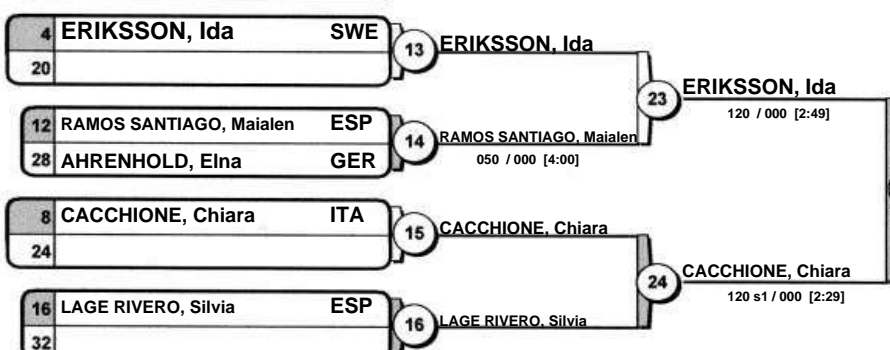 4 ERIKSSON, Ida SWE
20
13 ERIKSSON, Ida
23 ERIKSSON, Ida
120 / 000 [2:49]
12 RAMOS SANTIAGO, Maialen ESP
28 AHRENHOLD, Elna GER
14 RAMOS SANTIAGO, Maialen
050 / 000 [4:00]
8 CACCHIONE, Chiara ITA
24
15 CACCHIONE, Chiara
24 CACCHIONE, Chiara
120 s1 / 000 [2:29]
16 LAGE RIVERO, Silvia ESP
32
16 LAGE RIVERO, Silvia